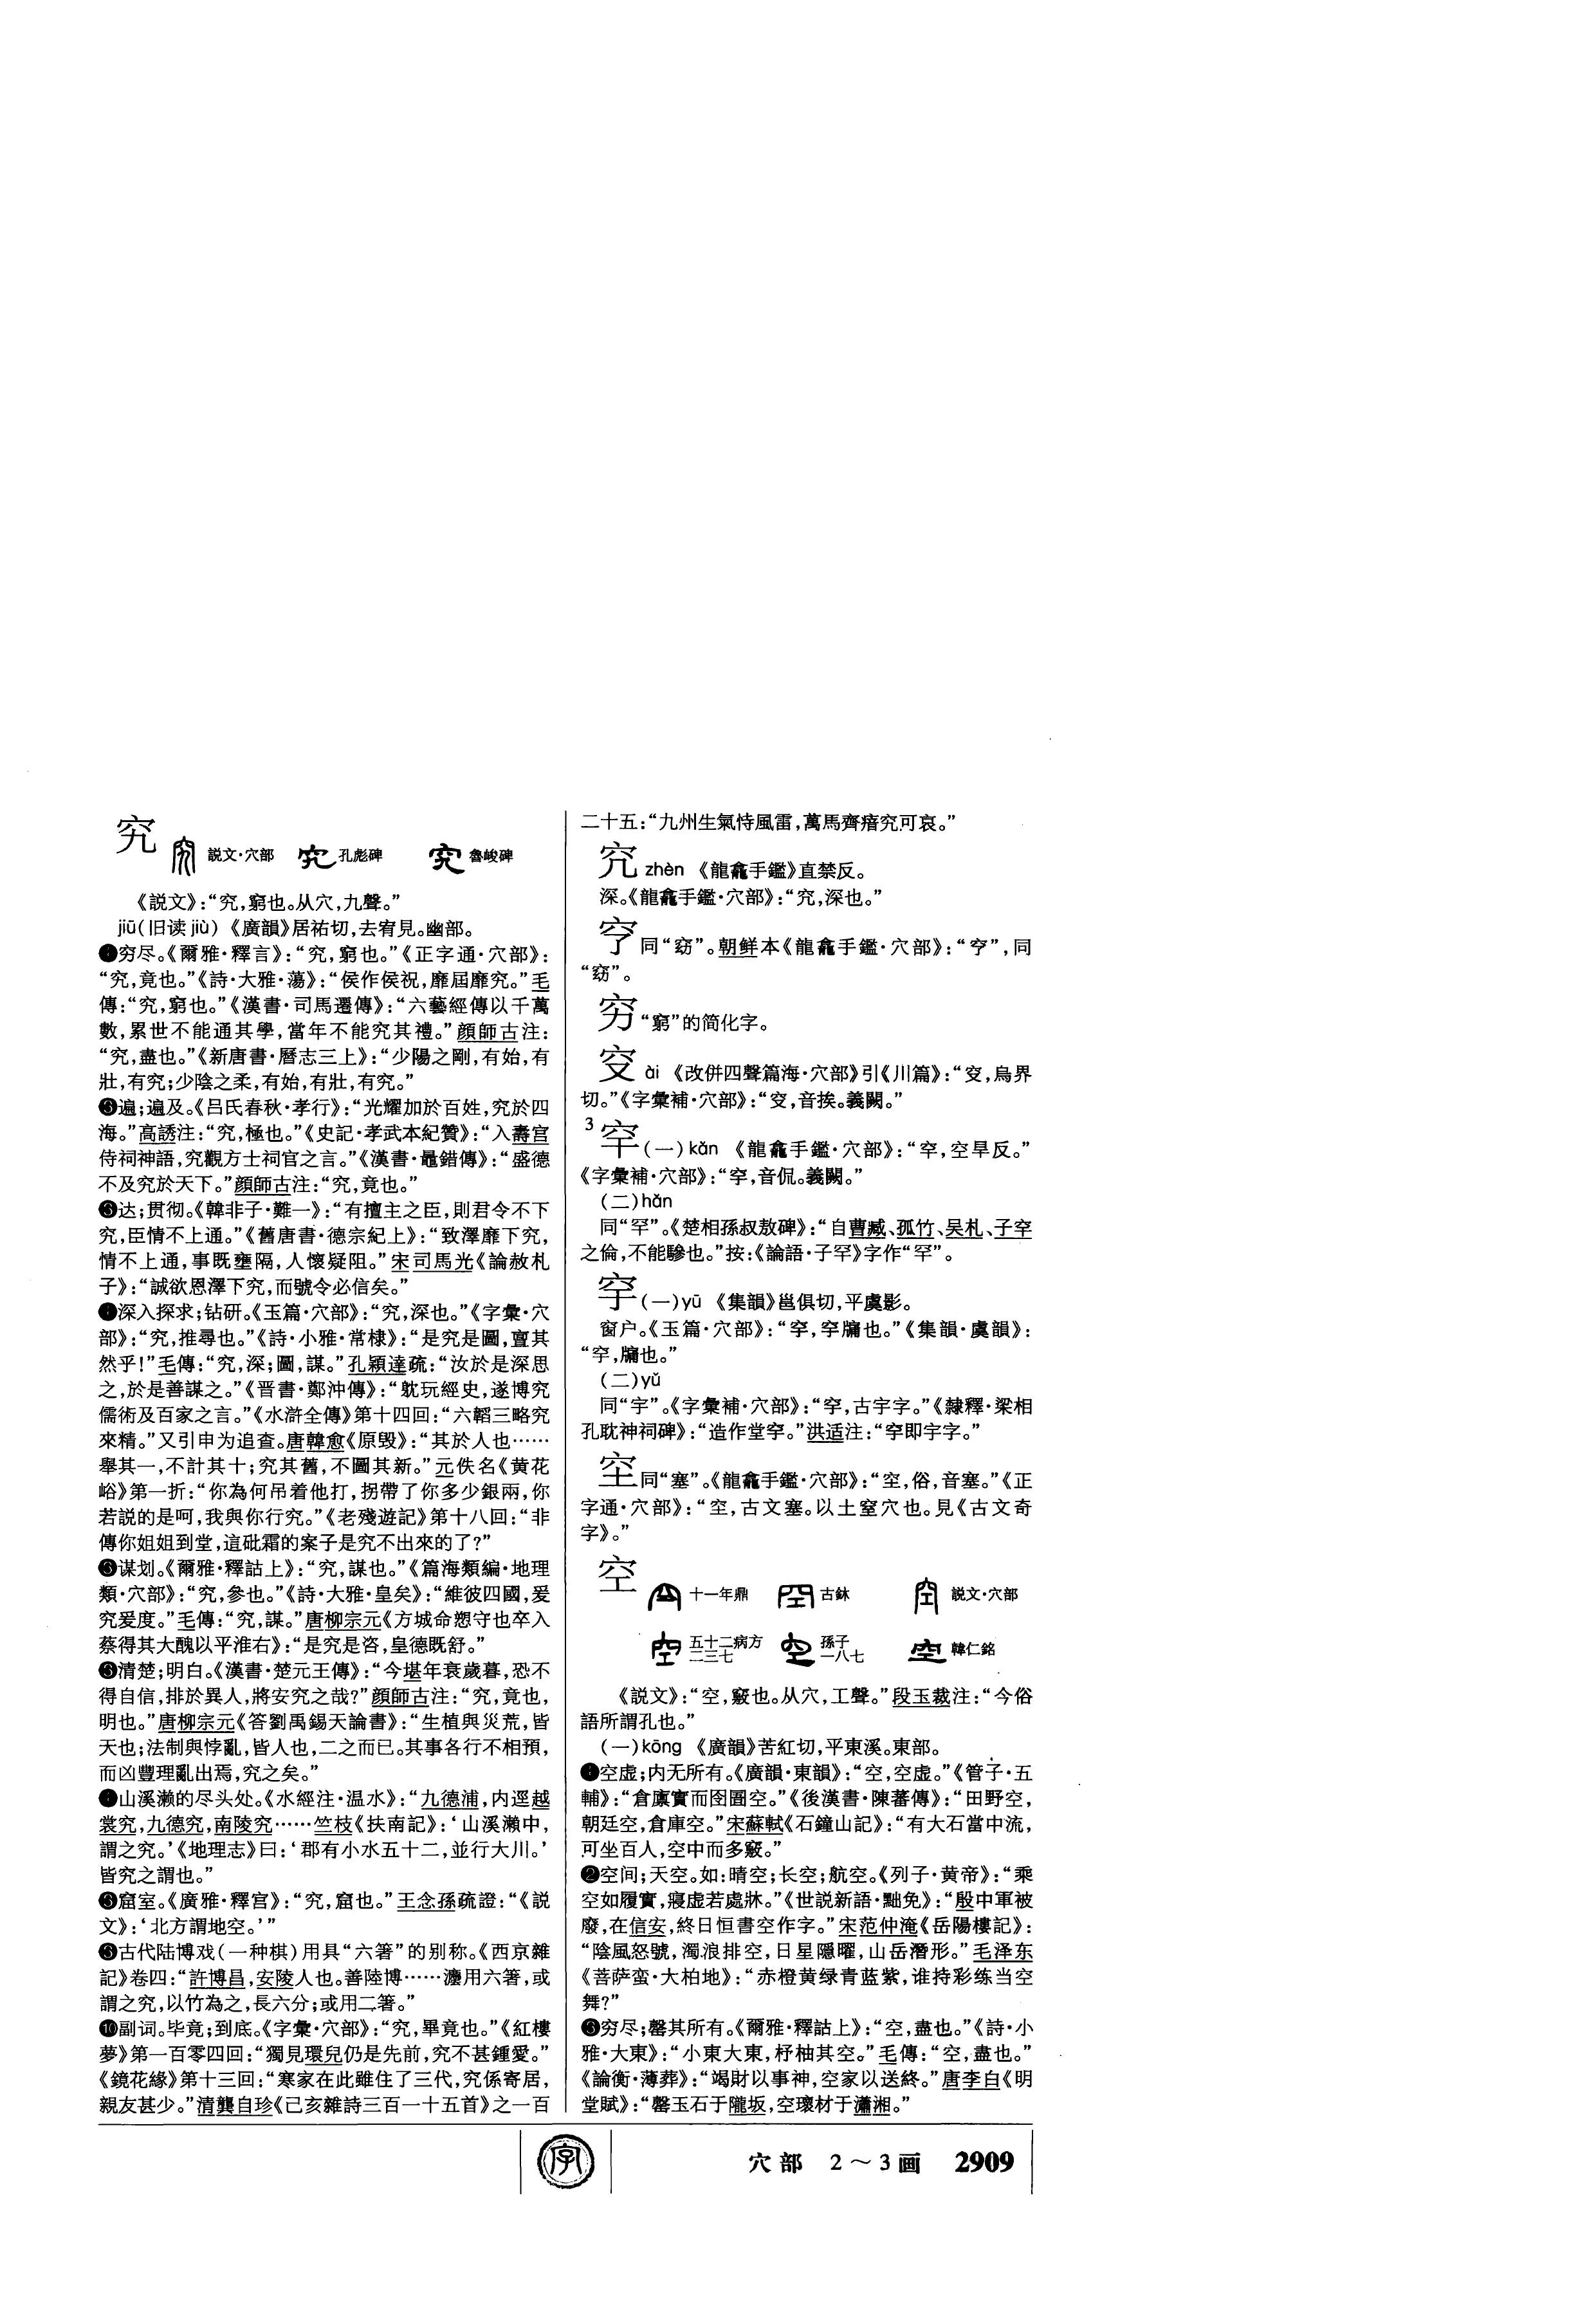 究
説文·穴部 孔彪碑 魯峻碑
《説文》：“究，窮也。从穴，九聲。”
jiū（旧读jiù） 《廣韻》居祐切，去宥見。幽部。
❶穷尽。《爾雅·釋言》：“究，窮也。”《正字通·穴部》：
“究，竟也。”《詩·大雅·蕩》：“侯作侯祝，靡屆靡究。”毛
傳：“究，窮也。”《漢書·司馬遷傳》：“六藝經傳以千萬
數，累世不能通其學，當年不能究其禮。”顔師古注：
“究，盡也。”《新唐書·曆志三上》：“少陽之剛，有始，有
壯，有究；少陰之柔，有始，有壯，有究。”
遍；遍及。《吕氏春秋·孝行》：“光耀加於百姓，究於四
海。”高誘注：“究，極也。”《史記·孝武本紀贊》：“入壽宫
侍祠神語，究觀方士祠官之言。”《漢書·鼂錯傳》：“盛德
不及究於天下。”顔師古注：“究，竟也。”
❸达；贯彻。《韓非子·難一》：“有擅主之臣，則君令不下
究，臣情不上通。”《舊唐書·德宗紀上》：“致澤靡下究，
情不上通，事既壅隔，人懷疑阻。”宋司馬光《論赦札
子》：“誠欲恩澤下究，而號令必信矣。”
❹深入探求；钻研。《玉篇·穴部》：“究，深也。”《字彙·穴
部》：“究，推尋也。”《詩·小雅·常棣》：“是究是圖，亶其
然乎！”毛傳：“究，深；圖，謀。”孔穎達疏：“汝於是深思
之，於是善謀之。”《晋書·鄭沖傳》：“躭玩經史，遂博究
儒術及百家之言。”《水滸全傳》第十四回：“六韜三略究
來精。”又引申为追查。唐韓愈《原毁》：“其於人也……
舉其一，不計其十；究其舊，不圖其新。”元佚名《黄花
峪》第一折：“你為何吊着他打，拐帶了你多少銀兩，你
若説的是呵，我與你行究。”《老殘遊記》第十八回：“非
傳你姐姐到堂，這砒霜的案子是究不出來的了？”
❺谋划。《爾雅·釋詁上》：“究，謀也。”《篇海類編·地理
類·穴部》：“究，參也。”《詩·大雅·皇矣》：“維彼四國，爰
究爰度。”毛傳：“究，謀。”唐柳宗元《方城命愬守也卒入
蔡得其大醜以平淮右》：“是究是咨，皇德既舒。”
❻清楚；明白。《漢書·楚元王傳》：“今堪年衰歲暮，恐不
得自信，排於異人，將安究之哉？”顔師古注：“究，竟也，
明也。”唐柳宗元《答劉禹錫天論書》：“生植與災荒，皆
天也；法制與悖亂，皆人也，二之而已。其事各行不相預，
而凶豐理亂出焉，究之矣。”
山溪濑的尽头处。《水經注·温水》：“九德浦，内逕越
裳究，九德究，南陵究……竺枝《扶南記》：‘山溪瀨中，
謂之究。’《地理志》曰：‘郡有小水五十二，並行大川。’
皆究之謂也。”
窟室。《廣雅·釋宫》：“究，窟也。”王念孫疏證：“《説
文》：‘北方謂地空。’”
古代陆博戏（一种棋）用具“六箸”的别称。《西京雜
記》卷四：“許博昌，安陵人也。善陸博……灋用六箸，或
謂之究，以竹為之，長六分；或用二箸。”
❿副词。毕竟；到底。《字彙·穴部》：“究，畢竟也。”《紅樓
夢》第一百零四回：“獨見環兒仍是先前，究不甚鍾愛。”
《鏡花緣》第十三回：“寒家在此雖住了三代，究係寄居，
親友甚少。”清龔自珍《己亥雜詩三百一十五首》之一百
二十五：“九州生氣恃風雷，萬馬齊瘖究可哀。”
zhèn 《龍龕手鑑》直禁反。
深。《龍龕手鑑·穴部》：“ ，深也。”
同“窈”。朝鲜本《龍龕手鑑·穴部》：“ ”，同
“窈”。
穷 “窮”的简化字。
ài 《改併四聲篇海·穴部》引《川篇》：“ ，烏界
切。”《字彙補·穴部》：“ ，音挨。義闕。”
3 䍐（一）kǎn 《龍龕手鑑·穴部》：“ ，空旱反。”
《字彙補·穴部》：“ ，音侃。義闕。”
（二）hǎn
同“罕”。《楚相孫叔敖碑》：“自曹臧、孤竹、吴札、子
之倫，不能驂也。”按：《論語·子罕》字作“罕”。
穻（一）yū 《集韻》邕俱切，平虞影。
窗户。《玉篇·穴部》：“穻，穻牖也。”《集韻·虞韻》：
“穻，牖也。”
（二）yǔ
同“宇”。《字彙補·穴部》：“穻，古宇字。”《隸釋·梁相
孔耽神祠碑》：“造作堂穻。”洪适注：“穻即宇字。”
同“塞”。《龍龕手鑑·穴部》：“ ，俗，音塞。”《正
字通·穴部》：“ ，古文塞。以土窒穴也。見《古文奇
字》。”
空
十一年鼎 古鉢 説文·穴部
五十二病方二三七 孫子一八七 韓仁銘
《説文》：“空，竅也。从穴，工聲。”段玉裁注：“今俗
語所謂孔也。”
（一）kōng 《廣韻》苦紅切，平東溪。東部。
❶空虚；内无所有。《廣韻·東韻》：“空，空虚。”《管子·五
輔》：“倉廪實而囹圄空。”《後漢書·陳蕃傳》：“田野空，
朝廷空，倉庫空。”宋蘇軾《石鐘山記》：“有大石當中流，
可坐百人，空中而多竅。”
❷空间；天空。如：晴空；长空；航空。《列子·黄帝》：“乘
空如履實，寢虚若處牀。”《世説新語·黜免》：“殷中軍被
廢，在信安，終日恒書空作字。”宋范仲淹《岳陽樓記》：
“陰風怒號，濁浪排空，日星隱曜，山岳潛形。”毛泽东
《菩萨蛮·大柏地》：“赤橙黄绿青蓝紫，谁持彩练当空
舞？”
❸穷尽；罄其所有。《爾雅·釋詁上》：“空，盡也。”《詩·小
雅·大東》：“小東大東，杼柚其空。”毛傳：“空，盡也。”
《論衡·薄葬》：“竭財以事神，空家以送終。”唐李白《明
堂賦》：“罄玉石于隴坂，空瓌材于瀟湘。”
字
穴部 2～3画 2909